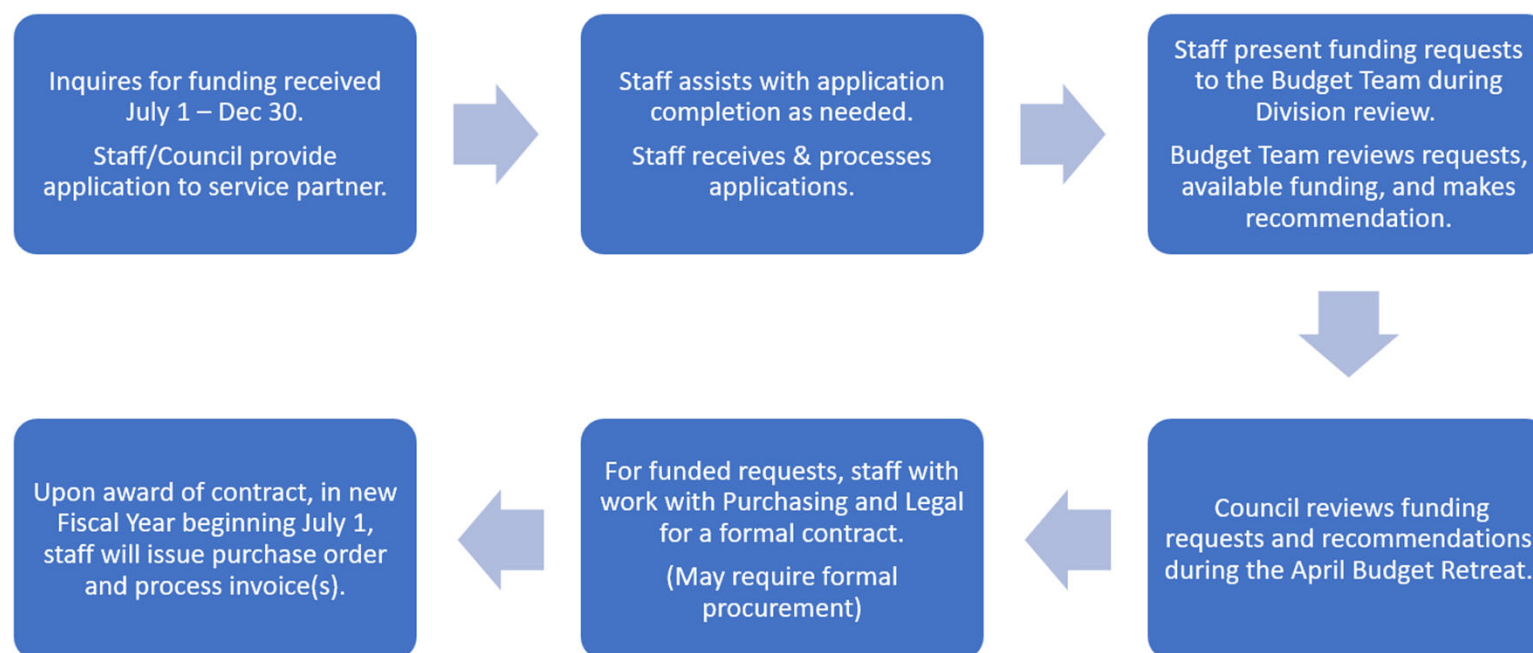 Inquires for funding received
July 1 – Dec 30.
Staff/Council provide
application to service partner.
Staff assists with application
completion as needed.
Staff receives & processes
applications.
Staff present funding requests
to the Budget Team during
Division review.
Budget Team reviews requests,
available funding, and makes
recommendation.
Council reviews funding
requests and recommendations
during the April Budget Retreat.
For funded requests, staff with
work with Purchasing and Legal
for a formal contract.
(May require formal
procurement)
Upon award of contract, in new
Fiscal Year beginning July 1,
staff will issue purchase order
and process invoice(s).